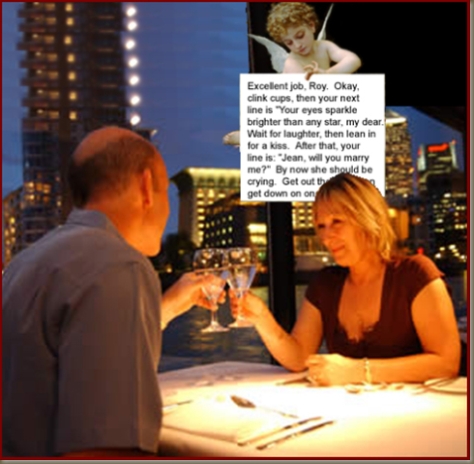 Excellent job, Roy. Okay,
clink cups, then your next
line is "Your eyes sparkle
brighter than any star, my dear.
Wait for laughter, then lean in
for a kiss. After that, your
line is: "Jean, will you marry
me?" By now she should be
crying. Get out
get down on